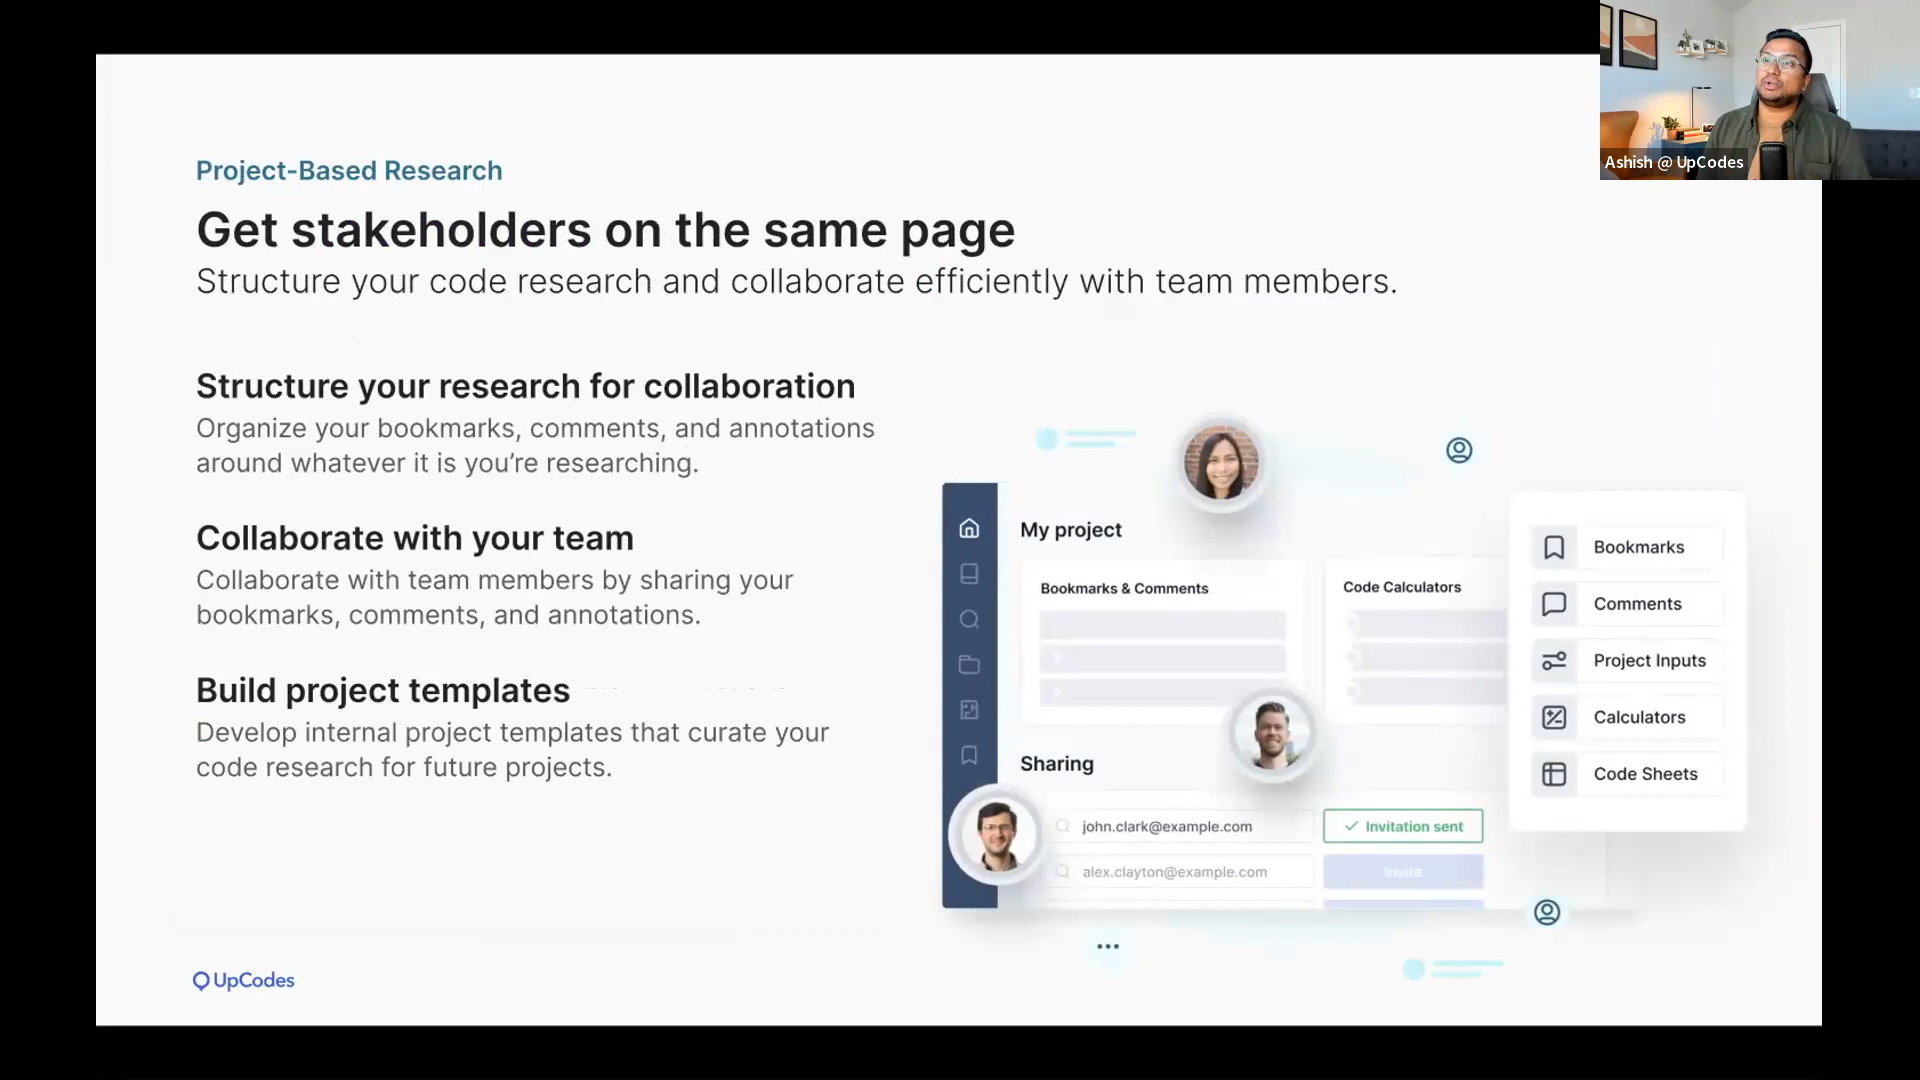 Ashish @ UpCodes
Project-Based Research
Get stakeholders on the same page
Structure your code research and collaborate efficiently with team members.
Structure your research for collaboration
Organize your bookmarks, comments, and annotations
around whatever it is you’re researching.
Collaborate with your team
Collaborate with team members by sharing your
bookmarks, comments, and annotations.
Build project templates
Develop internal project templates that curate your
code research for future projects.
My project
Bookmarks & Comments
Code Calculators
Sharing
john.clark@example.com
Invitation sent
alex.clayton@example.com
Invite
Bookmarks
Comments
Project Inputs
Calculators
Code Sheets
UpCodes